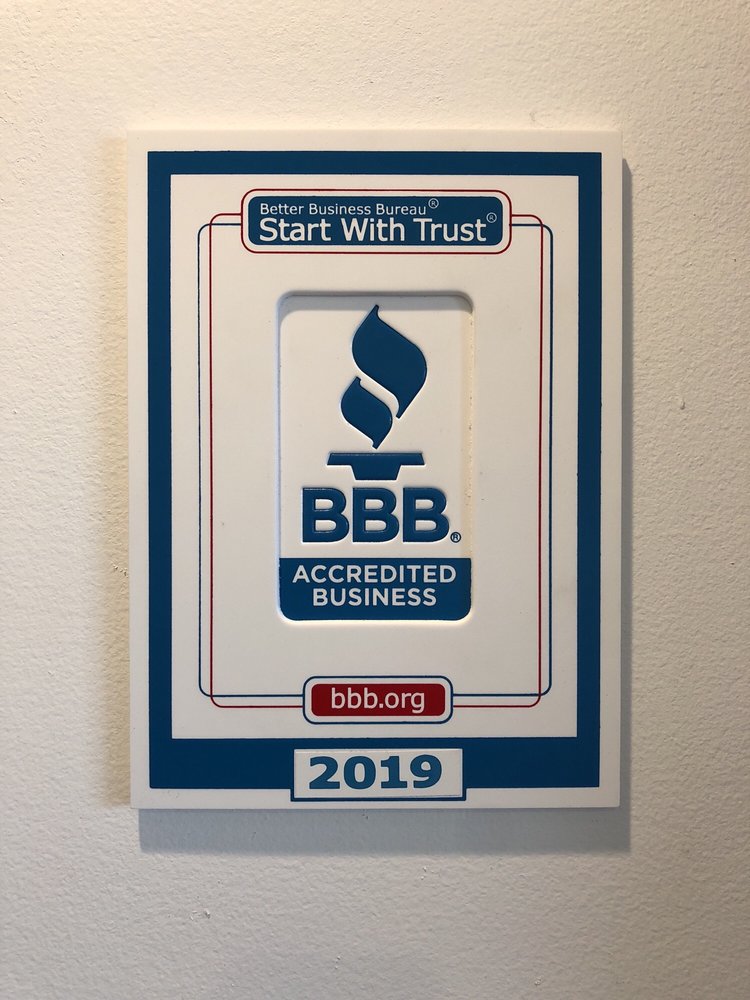 Better Business Bureau®
Start With Trust®
BBB®
ACCREDITED
BUSINESS
bbb.org
2019